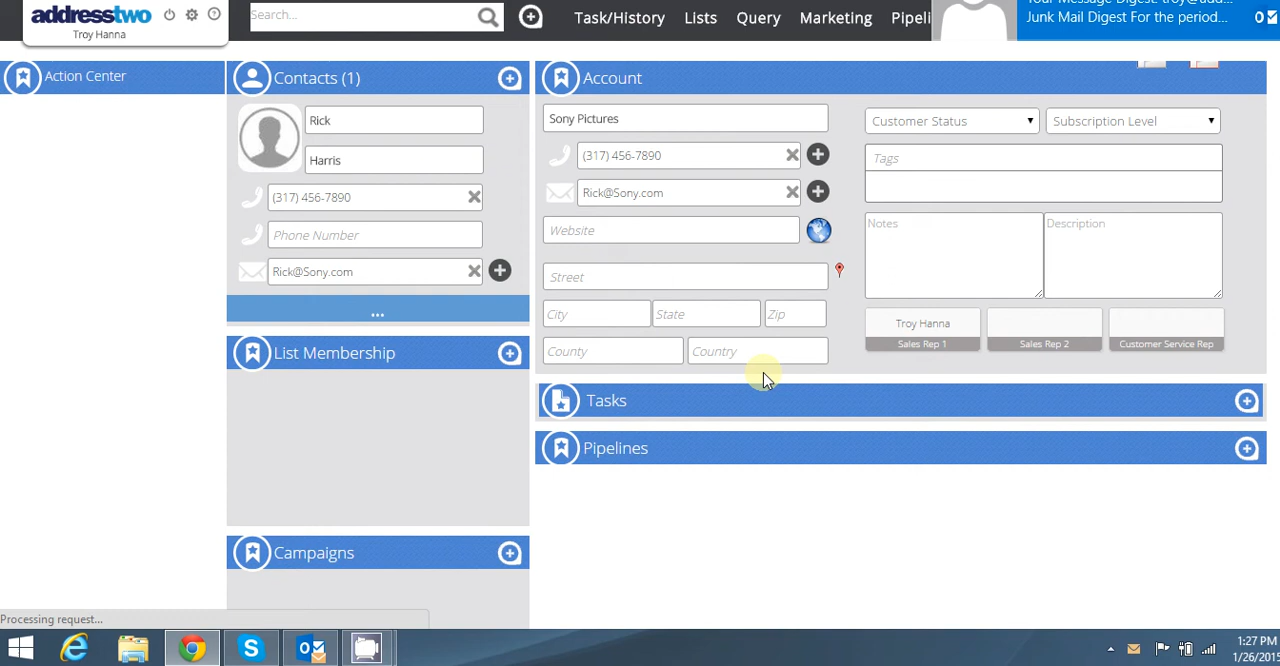 addresstwo
Troy Hanna
Search...
Task/History
Lists
Query
Marketing
Pipeli
Your Message Digest: troy@add...
Junk Mail Digest For the period...
0
Action Center
Contacts (1)
Rick
Harris
(317) 456-7890
Phone Number
Rick@Sony.com
...
List Membership
Campaigns
Account
Sony Pictures
(317) 456-7890
Rick@Sony.com
Website
Street
City
State
Zip
County
Country
Customer Status
Subscription Level
Tags
Notes
Description
Troy Hanna
Sales Rep 1
Sales Rep 2
Customer Service Rep
Tasks
Pipelines
Processing request...
1:27 PM
1/26/2015